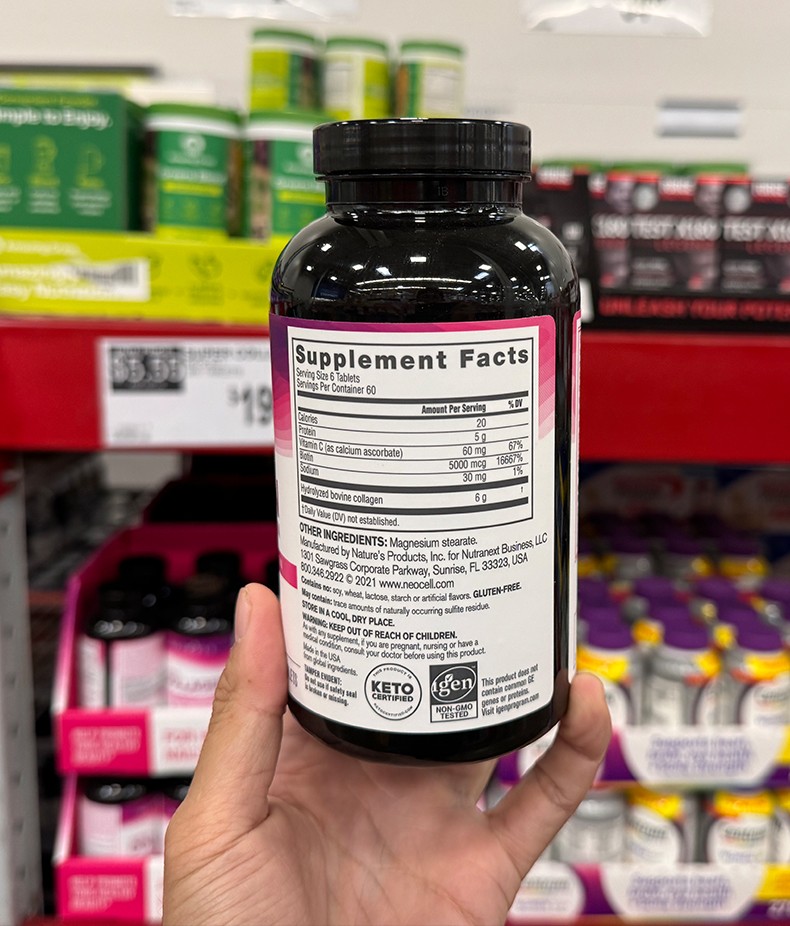 Supplement Facts
Serving Size 6 Tablets
Servings Per Container 60
Amount Per Serving % DV
Calories 20
Protein 5 g
Vitamin C (as calcium ascorbate) 60 mg 67%
Biotin 5000 mcg 16667%
Sodium 30 mg 1%
Hydrolyzed bovine collagen 6 g †
†Daily Value (DV) not established.
OTHER INGREDIENTS: Magnesium stearate.
Manufactured by Nature's Products, Inc. for Nutranext Business, LLC
1301 Sawgrass Corporate Parkway, Sunrise, FL 33323, USA
800.346.2922 © 2021 www.neocell.com
Contains no: soy, wheat, lactose, starch or artificial flavors. GLUTEN-FREE.
May contain: trace amounts of naturally occurring sulfite residue.
STORE IN A COOL, DRY PLACE.
WARNING: KEEP OUT OF REACH OF CHILDREN.
As with any supplement, if you are pregnant, nursing or have a
medical condition, consult your doctor before using this product.
Made in the USA
from global ingredients.
TAMPER EVIDENT:
Do not use if safety seal
is broken or missing.
THIS PRODUCT IS
KETO
CERTIFIED
KETOCERTIFIED.COM
igen
NON-GMO
TESTED
This product does not
contain common GE
genes or proteins.
Visit igenprogram.com
18
to Enjoy.
$19
TEST X180
UNLEASH YOUR